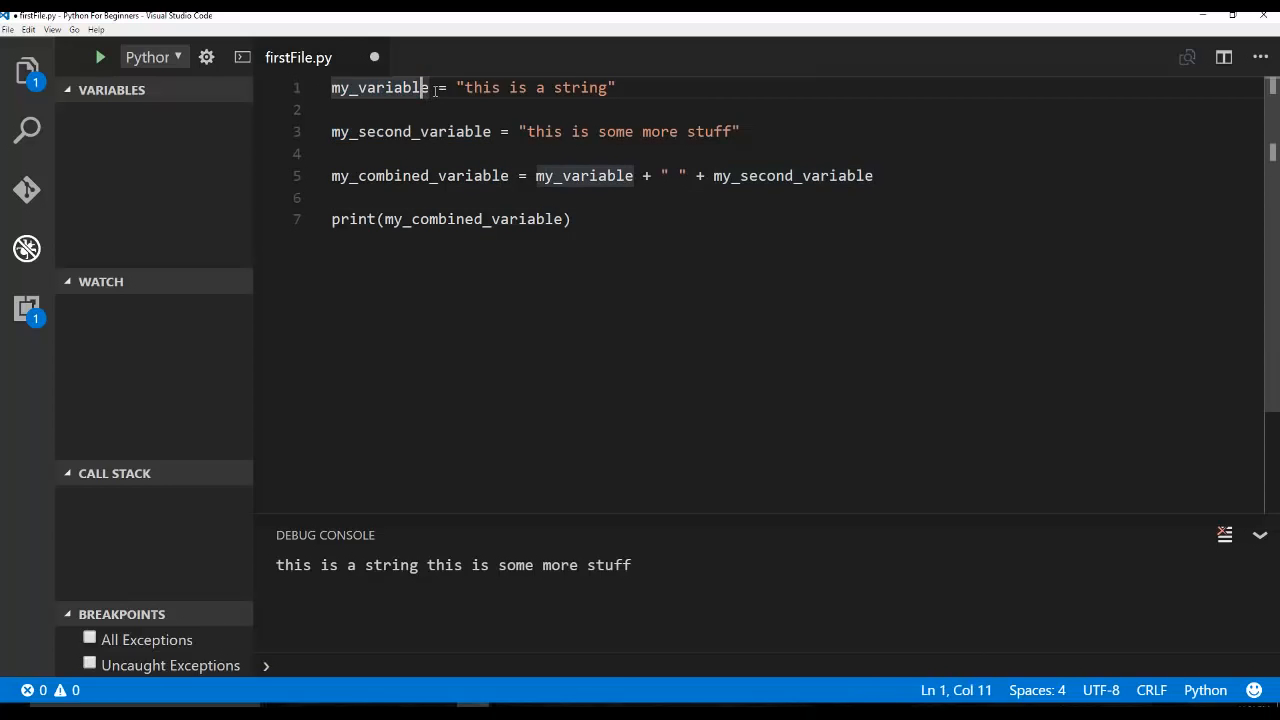 firstFile.py - Python For Beginners - Visual Studio Code
File Edit View Go Help
Python
firstFile.py
1
VARIABLES
1 my_variable = "this is a string"
2
3 my_second_variable = "this is some more stuff"
4
5 my_combined_variable = my_variable + " " + my_second_variable
6
7 print(my_combined_variable)
WATCH
1
CALL STACK
DEBUG CONSOLE
this is a string this is some more stuff
BREAKPOINTS
All Exceptions
Uncaught Exceptions
0 0 Ln 1, Col 11 Spaces: 4 UTF-8 CRLF Python